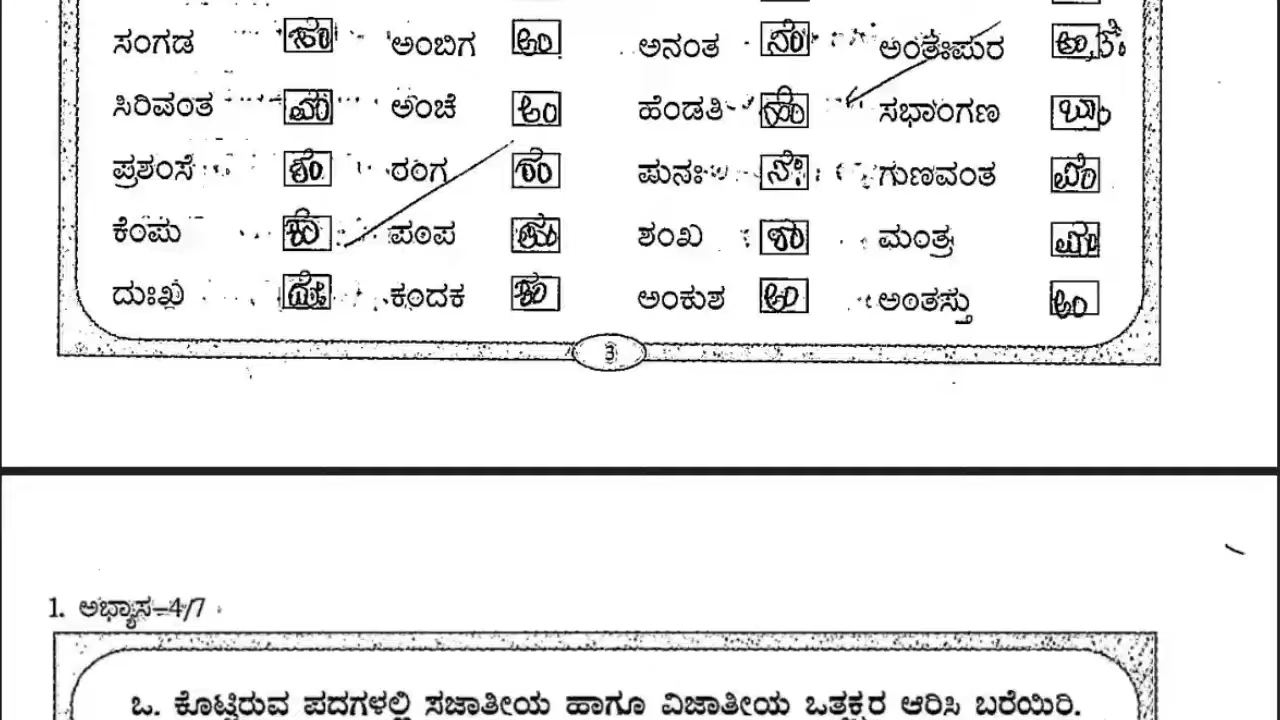 ಸಂಗಡ ಸಂ ಅಂಬಿಗ ಅಂ ಅನಂತ ನಂ ಅಂತಃಪುರ ಅಂ,ತಃ
ಸಿರಿವಂತ ವಂ ಅಂಚೆ ಅಂ ಹೆಂಡತಿ ಹೆಂ ಸಭಾಂಗಣ ಭಾಂ
ಪ್ರಶಂಸೆ ಶಂ ರಂಗ ರಂ ಪುನಃ ನಃ ಗುಣವಂತ ವಂ
ಕೆಂಪು ಕೆಂ ಪಂಪ ಪಂ ಶಂಖ ಶಂ ಮಂತ್ರ ಮಂ
ದುಃಖ ದುಃ ಕಂದಕ ಕಂ ಅಂಕುಶ ಅಂ ಅಂತಸ್ತು ಅಂ
3
1. ಅಭ್ಯಾಸ–4/7
ಒ. ಕೊಟ್ಟಿರುವ ಪದಗಳಲ್ಲಿ ಸಜಾತೀಯ ಹಾಗೂ ವಿಜಾತೀಯ ಒತ್ತಕ್ಷರ ಆರಿಸಿ ಬರೆಯಿರಿ.